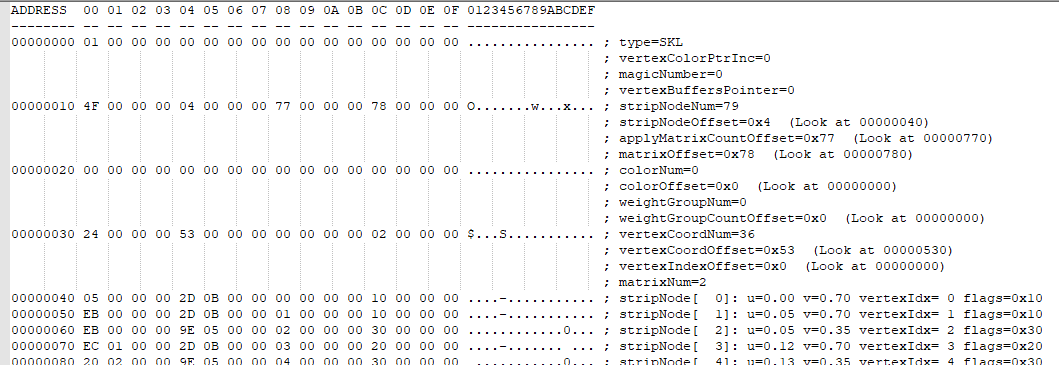 ADDRESS  00 01 02 03 04 05 06 07 08 09 0A 0B 0C 0D 0E 0F 0123456789ABCDEF
-------- -- -- -- -- -- -- -- -- -- -- -- -- -- -- -- -- ----------------
00000000 01 00 00 00 00 00 00 00 00 00 00 00 00 00 00 00 ................ ; type=SKL
; vertexColorPtrInc=0
; magicNumber=0
; vertexBuffersPointer=0
00000010 4F 00 00 00 04 00 00 00 77 00 00 00 78 00 00 00 O.......w...x... ; stripNodeNum=79
; stripNodeOffset=0x4  (Look at 00000040)
; applyMatrixCountOffset=0x77  (Look at 00000770)
; matrixOffset=0x78  (Look at 00000780)
00000020 00 00 00 00 00 00 00 00 00 00 00 00 00 00 00 00 ................ ; colorNum=0
; colorOffset=0x0  (Look at 00000000)
; weightGroupNum=0
; weightGroupCountOffset=0x0  (Look at 00000000)
00000030 24 00 00 00 53 00 00 00 00 00 00 00 02 00 00 00 $...S........... ; vertexCoordNum=36
; vertexCoordOffset=0x53  (Look at 00000530)
; vertexIndexOffset=0x0  (Look at 00000000)
; matrixNum=2
00000040 05 00 00 00 2D 0B 00 00 00 00 00 00 10 00 00 00 ....-........... ; stripNode[  0]: u=0.00 v=0.70 vertexIdx= 0 flags=0x10
00000050 EB 00 00 00 2D 0B 00 00 01 00 00 00 10 00 00 00 ....-........... ; stripNode[  1]: u=0.05 v=0.70 vertexIdx= 1 flags=0x10
00000060 EB 00 00 00 9E 05 00 00 02 00 00 00 30 00 00 00 ............0... ; stripNode[  2]: u=0.05 v=0.35 vertexIdx= 2 flags=0x30
00000070 EC 01 00 00 2D 0B 00 00 03 00 00 00 20 00 00 00 ....-....... ... ; stripNode[  3]: u=0.12 v=0.70 vertexIdx= 3 flags=0x20
00000080 20 02 00 00 9E 05 00 00 04 00 00 00 30 00 00 00  ...........0... ; stripNode[  4]: u=0.13 v=0.35 vertexIdx= 4 flags=0x30